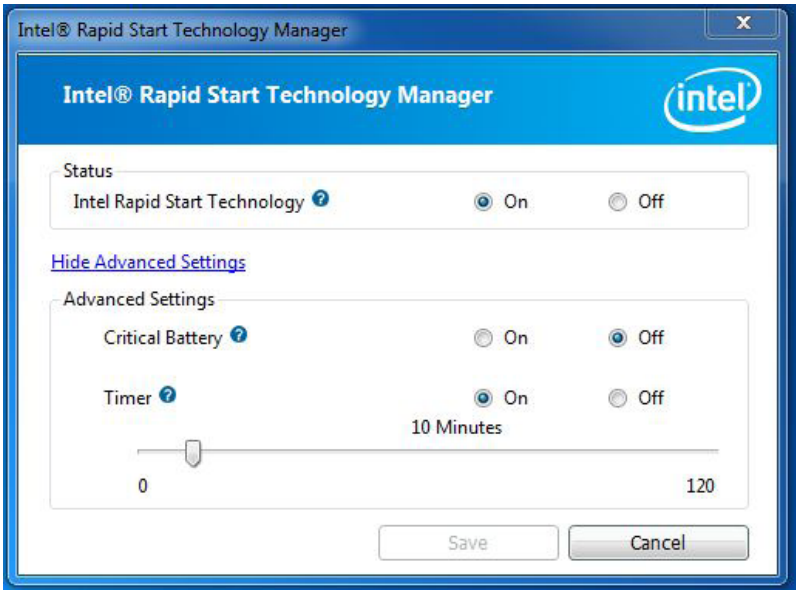 Intel® Rapid Start Technology Manager
X
Intel® Rapid Start Technology Manager
intel
Status
Intel Rapid Start Technology ? On Off
Hide Advanced Settings
Advanced Settings
Critical Battery ? On Off
Timer ? On Off
10 Minutes
0 120
Save Cancel